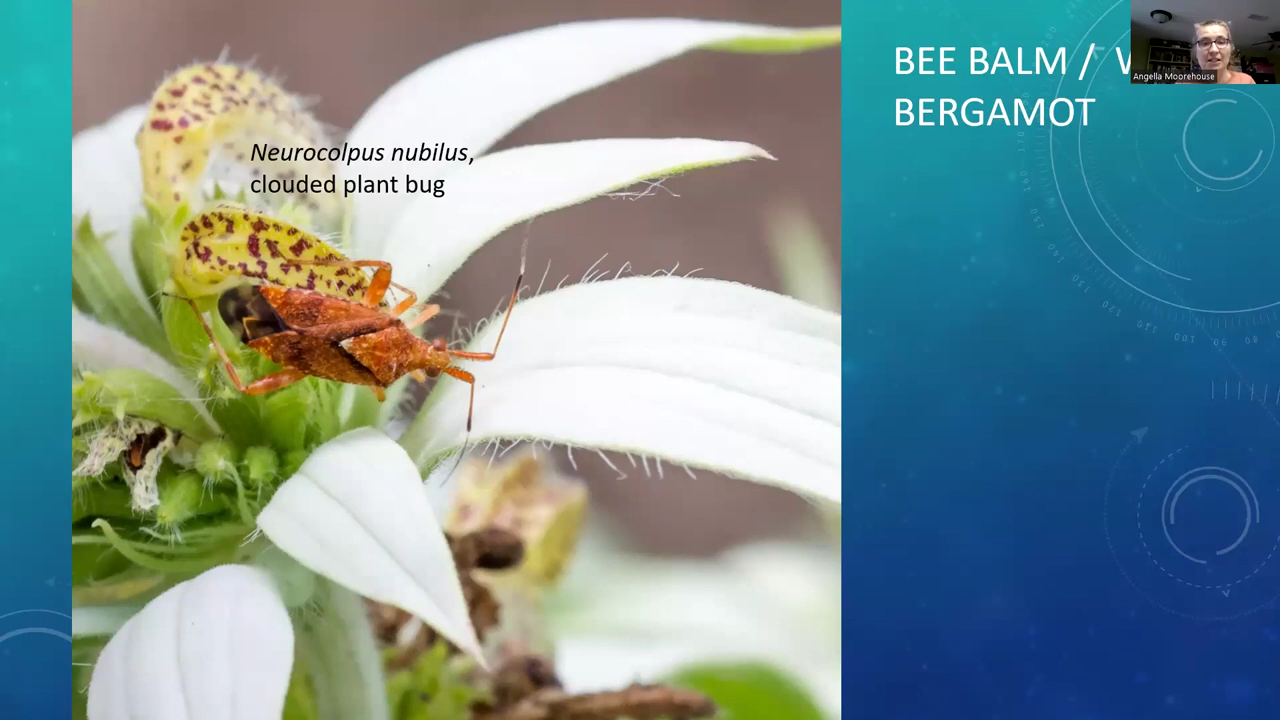 BEE BALM /
BERGAMOT
Angella Moorehouse
Neurocolpus nubilus,
clouded plant bug